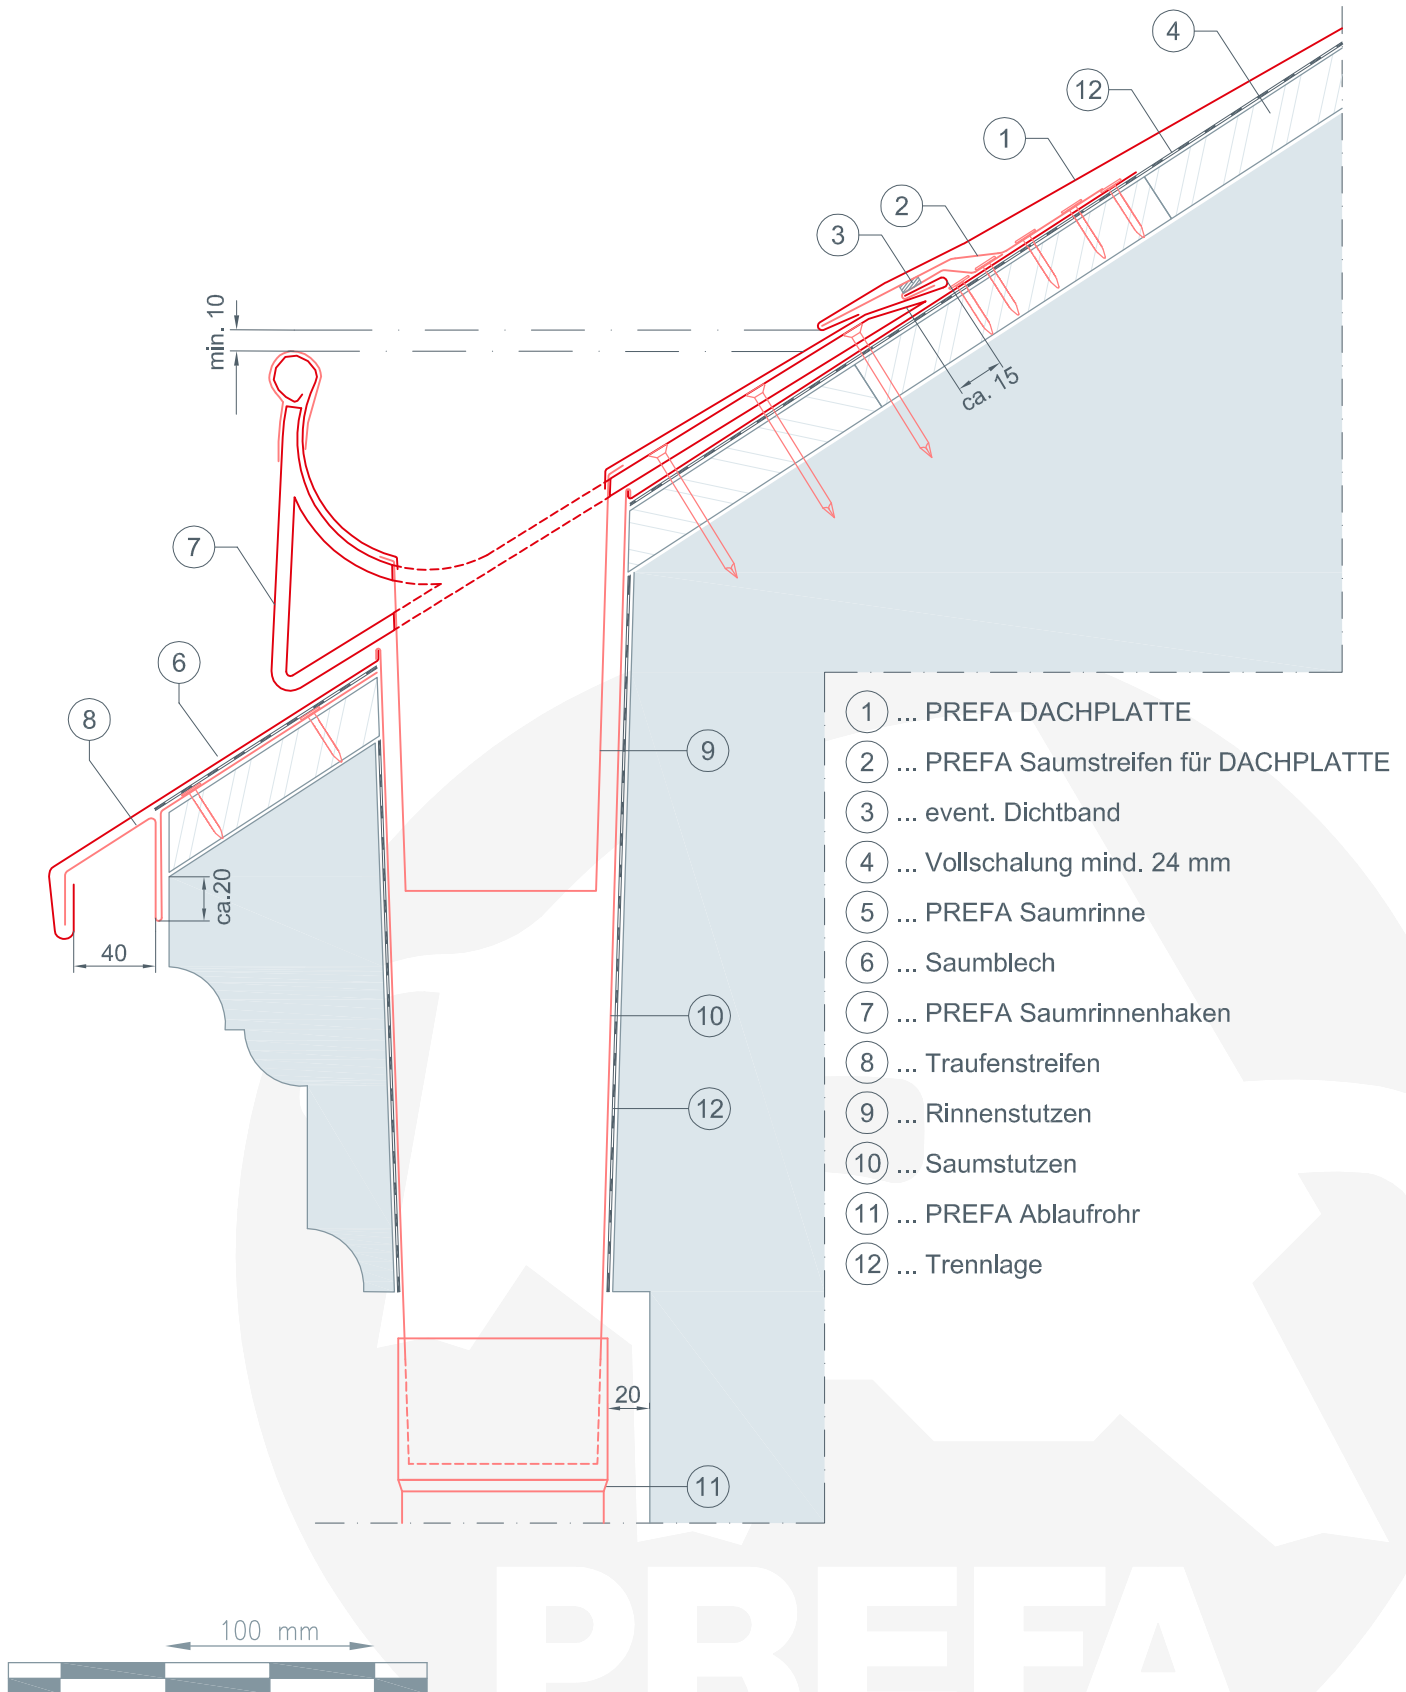 4
12
1
2
3
min. 10
ca. 15
7
6
8
9
ca.20
40
10
12
20
11
1 ... PREFA DACHPLATTE
2 ... PREFA Saumstreifen für DACHPLATTE
3 ... event. Dichtband
4 ... Vollschalung mind. 24 mm
5 ... PREFA Saumrinne
6 ... Saumblech
7 ... PREFA Saumrinnenhaken
8 ... Traufenstreifen
9 ... Rinnenstutzen
10 ... Saumstutzen
11 ... PREFA Ablaufrohr
12 ... Trennlage
PREFA
100 mm